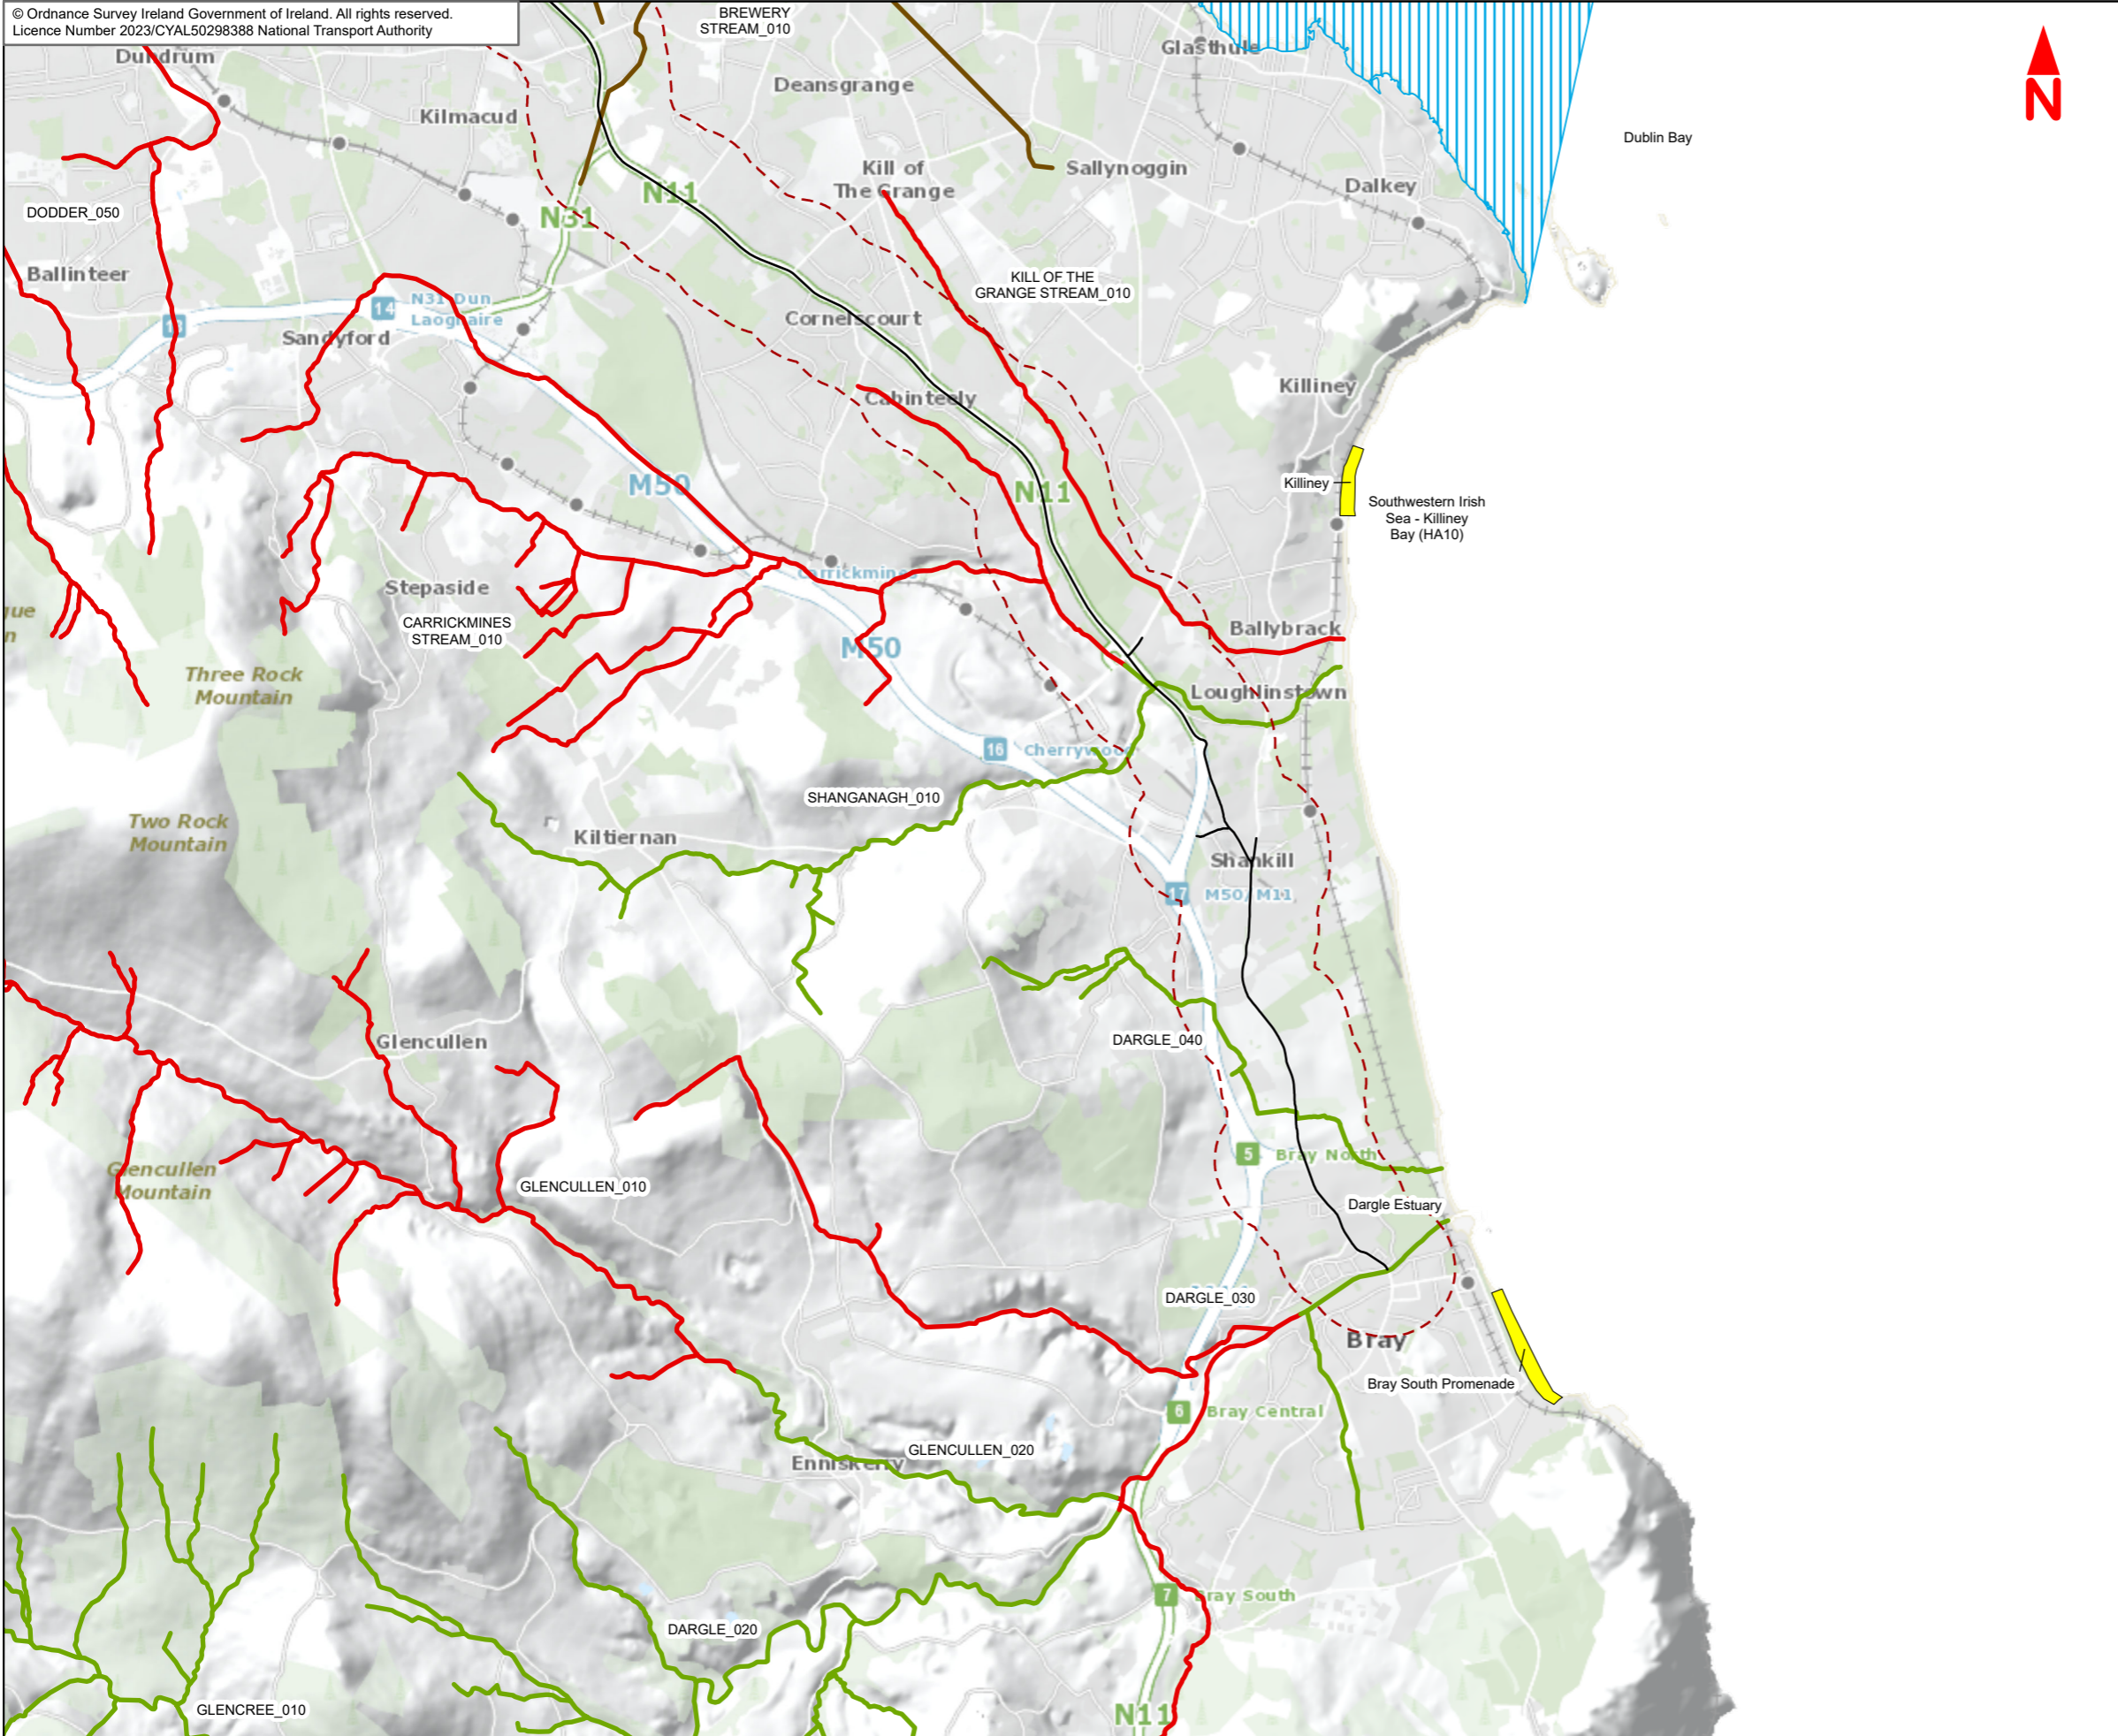 © Ordnance Survey Ireland Government of Ireland. All rights reserved.
Licence Number 2023/CYAL50298388 National Transport Authority
BREWERY
STREAM_010
Glasthule
Dundrum
Deansgrange
Kilmacud
Dublin Bay
N
Kill of
The Grange
Sallynoggin
Dalkey
N11
DODDER_050
N31
Ballinteer
KILL OF THE
GRANGE STREAM_010
14
N31 Dun
Laoghaire
Cornelscourt
Sandyford
Killiney
Cabinteely
M50
N11
Killiney
Southwestern Irish
Sea - Killiney
Bay (HA10)
Carrickmines
Stepaside
CARRICKMINES
STREAM_010
Ballybrack
M50
Three Rock
Mountain
Loughlinstown
16
Cherrywood
SHANGANAGH_010
Two Rock
Mountain
Kiltiernan
Shankill
17
M50/M11
DARGLE_040
Glencullen
5
Bray North
Glencullen
Mountain
GLENCULLEN_010
Dargle Estuary
DARGLE_030
Bray
Bray South Promenade
6
Bray Central
GLENCULLEN_020
Enniskerry
7
Bray South
DARGLE_020
GLENCREE_010
N11